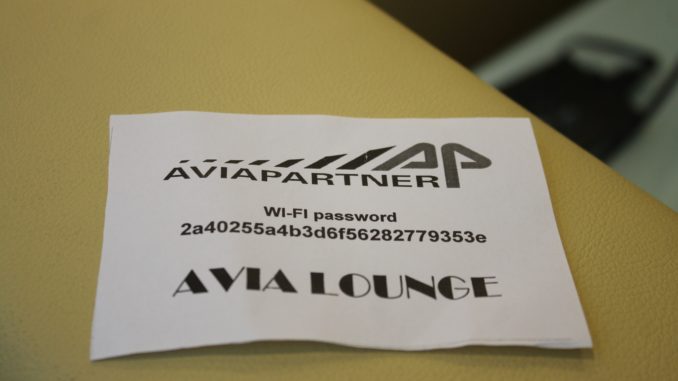 AVIAPARTNER AP
WI-FI password
2a40255a4b3d6f56282779353e
AVIA LOUNGE